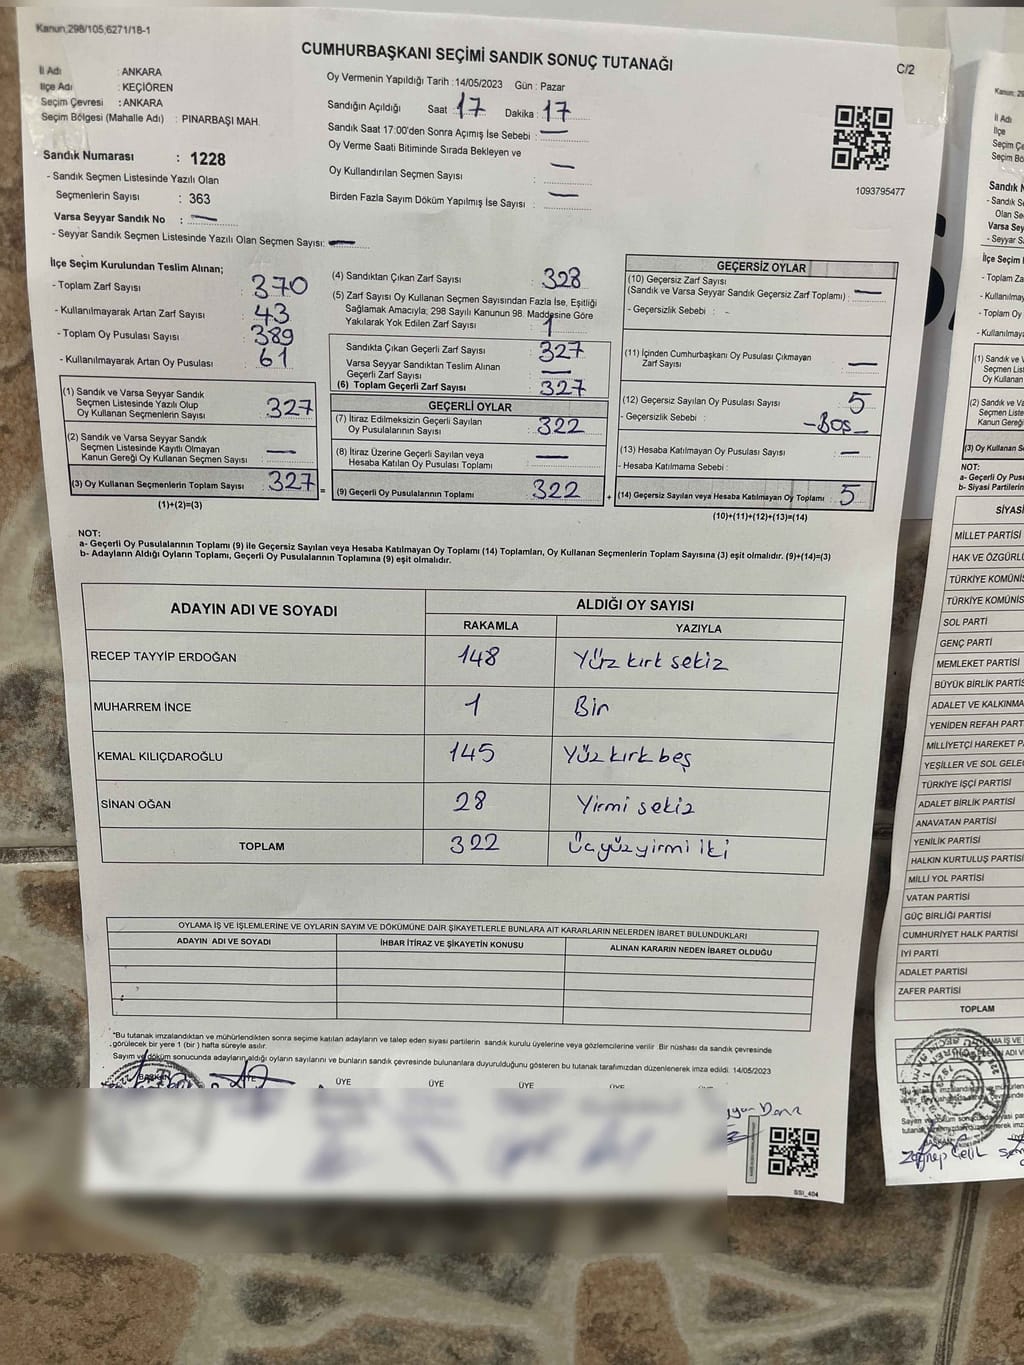 Kanun;298/105;6271/18-1
CUMHURBAŞKANI SEÇİMİ SANDIK SONUÇ TUTANAĞI
C/2
İl Adı : ANKARA
İlçe Adı : KEÇİÖREN
Seçim Çevresi : ANKARA
Seçim Bölgesi (Mahalle Adı) : PINARBAŞI MAH.
Oy Vermenin Yapıldığı Tarih : 14/05/2023 Gün : Pazar
Sandığın Açıldığı Saat : 17 Dakika : 17
Sandık Saat 17:00'den Sonra Açımış İse Sebebi : —
Oy Verme Saati Bitiminde Sırada Bekleyen ve
Oy Kullandırılan Seçmen Sayısı : —
Birden Fazla Sayım Döküm Yapılmış İse Sayısı : —
1093795477
Sandık Numarası : 1228
- Sandık Seçmen Listesinde Yazılı Olan
Seçmenlerin Sayısı : 363
Varsa Seyyar Sandık No : —
- Seyyar Sandık Seçmen Listesinde Yazılı Olan Seçmen Sayısı: —
İlçe Seçim Kurulundan Teslim Alınan;
- Toplam Zarf Sayısı : 370
- Kullanılmayarak Artan Zarf Sayısı : 43
- Toplam Oy Pusulası Sayısı : 389
- Kullanılmayarak Artan Oy Pusulası : 61
(1) Sandık ve Varsa Seyyar Sandık
Seçmen Listesinde Yazılı Olup
Oy Kullanan Seçmenlerin Sayısı : 327
(2) Sandık ve Varsa Seyyar Sandık
Seçmen Listesinde Kayıtlı Olmayan
Kanun Gereği Oy Kullanan Seçmen Sayısı : —
(3) Oy Kullanan Seçmenlerin Toplam Sayısı : 327
(1)+(2)=(3)
(4) Sandıktan Çıkan Zarf Sayısı : 328
(5) Zarf Sayısı Oy Kullanan Seçmen Sayısından Fazla İse, Eşitliği
Sağlamak Amacıyla; 298 Sayılı Kanunun 98. Maddesine Göre
Yakılarak Yok Edilen Zarf Sayısı : 1
Sandıkta Çıkan Geçerli Zarf Sayısı : 327
Varsa Seyyar Sandıktan Teslim Alınan
Geçerli Zarf Sayısı : —
(6) Toplam Geçerli Zarf Sayısı : 327
GEÇERLİ OYLAR
(7) İtiraz Edilmeksizin Geçerli Sayılan
Oy Pusulalarının Sayısı : 322
(8) İtiraz Üzerine Geçerli Sayılan veya
Hesaba Katılan Oy Pusulası Toplamı : —
= (9) Geçerli Oy Pusulalarının Toplamı : 322
GEÇERSİZ OYLAR
(10) Geçersiz Zarf Sayısı
(Sandık ve Varsa Seyyar Sandık Geçersiz Zarf Toplamı) : —
- Geçersizlik Sebebi : -
(11) İçinden Cumhurbaşkanı Oy Pusulası Çıkmayan
Zarf Sayısı : —
(12) Geçersiz Sayılan Oy Pusulası Sayısı : 5
- Geçersizlik Sebebi : - Boş -
(13) Hesaba Katılmayan Oy Pusulası Sayısı : —
- Hesaba Katılmama Sebebi :
+ (14) Geçersiz Sayılan veya Hesaba Katılmayan Oy Toplamı : 5
(10)+(11)+(12)+(13)=(14)
NOT:
a- Geçerli Oy Pusulalarının Toplamı (9) ile Geçersiz Sayılan veya Hesaba Katılmayan Oy Toplamı (14) Toplamları, Oy Kullanan Seçmenlerin Toplam Sayısına (3) eşit olmalıdır. (9)+(14)=(3)
b- Adayların Aldığı Oyların Toplamı, Geçerli Oy Pusulalarının Toplamına (9) eşit olmalıdır.
ADAYIN ADI VE SOYADI
ALDIĞI OY SAYISI
RAKAMLA YAZIYLA
RECEP TAYYİP ERDOĞAN 148 Yüz kırk sekiz
MUHARREM İNCE 1 Bir
KEMAL KILIÇDAROĞLU 145 Yüz kırk beş
SİNAN OĞAN 28 Yirmi sekiz
TOPLAM 322 Üçyüzyirmi iki
OYLAMA İŞ VE İŞLEMLERİNE VE OYLARIN SAYIM VE DÖKÜMÜNE DAİR ŞİKAYETLERLE BUNLARA AİT KARARLARIN NELERDEN İBARET BULUNDUKLARI
ADAYIN ADI VE SOYADI İHBAR İTİRAZ VE ŞİKAYETİN KONUSU ALINAN KARARIN NEDEN İBARET OLDUĞU
"Bu tutanak imzalandıktan ve mühürlendikten sonra seçime katılan adayların ve talep eden siyasi partilerin sandık kurulu üyelerine veya gözlemcilerine verilir. Bir nüshası da sandık çevresinde
görülecek bir yere 1 (bir) hafta süreyle asılır.
Sayım ve döküm sonucunda adayların aldığı oyların sayılarını ve bunların sandık çevresinde bulunanlara duyurulduğunu gösteren bu tutanak tarafımızdan düzenlenerek imza edildi. 14/05/2023
BAŞKAN ÜYE ÜYE ÜYE ÜYE ÜYE
SSİ_404
Kanun; 29
İl Adı
İlçe
Seçim Çe
Seçim Bö
Sandık N
- Sandık S
Olan Se
Varsa Sey
- Seyyar S
İlçe Seçim
- Toplam Za
- Kullanılmay
- Toplam Oy
- Kullanılma
(1) Sandık
Seçmen
Oy Kullan
(2) Sandık
Seçmen
Kanun G
(3) Oy Kullanan S
NOT:
a- Geçerli Oy Pus
b- Siyasi Partilerin
SİYASİ
MİLLET PARTİSİ
HAK VE ÖZGÜRLÜ
TÜRKİYE KOMÜNİS
TÜRKİYE KOMÜNİS
SOL PARTİ
GENÇ PARTİ
MEMLEKET PARTİSİ
BÜYÜK BİRLİK PARTİS
ADALET VE KALKINMA
YENİDEN REFAH PARTİ
MİLLİYETÇİ HAREKET PA
YEŞİLLER VE SOL GELEC
TÜRKİYE İŞÇİ PARTİSİ
ADALET BİRLİK PARTİSİ
ANAVATAN PARTİSİ
YENİLİK PARTİSİ
HALKIN KURTULUŞ PARTİSİ
MİLLİ YOL PARTİSİ
VATAN PARTİSİ
GÜÇ BİRLİĞİ PARTİSİ
CUMHURİYET HALK PARTİSİ
İYİ PARTİ
ADALET PARTİSİ
ZAFER PARTİSİ
TOPLAM
Zeynep Çelik